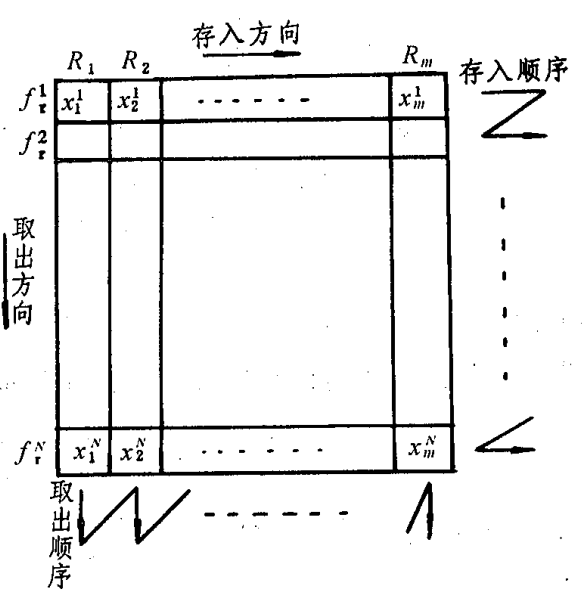 存入方向
R₁ R₂ Rₘ
存入顺序
f¹ᵣ x¹₁ x¹₂ ------ x¹ₘ
f²ᵣ
取出方向
fᴺᵣ xᴺ₁ xᴺ₂ ------ xᴺₘ
取出顺序